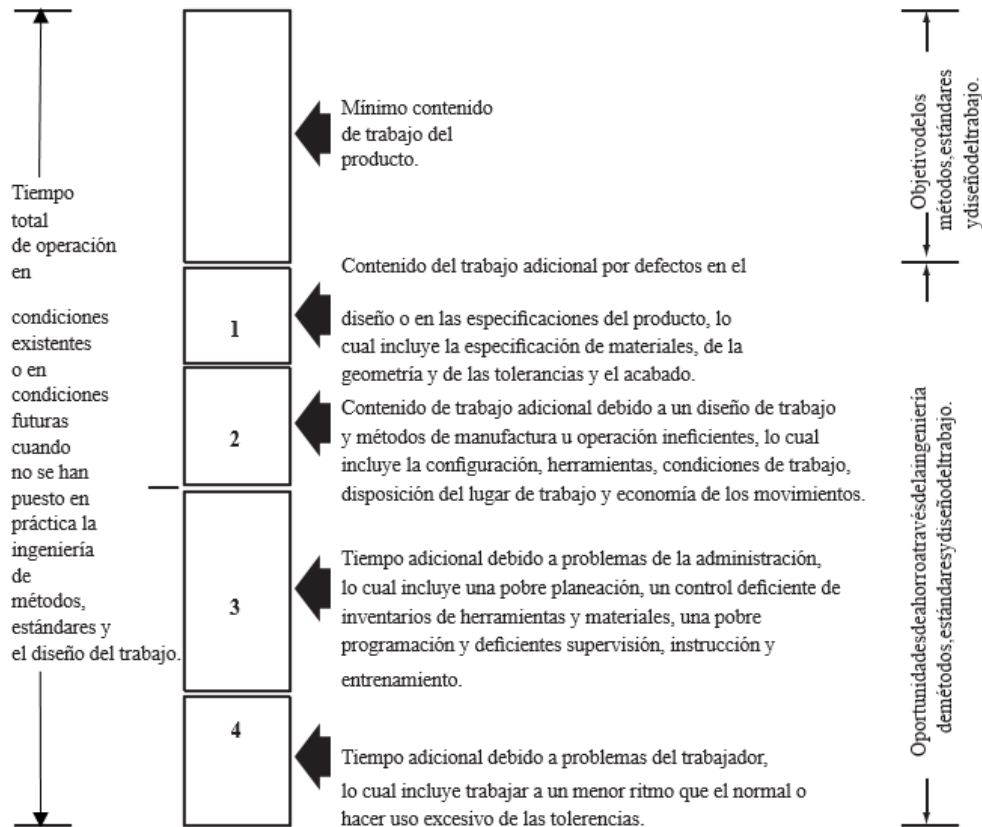 Tiempo
total
de operación
en
condiciones
existentes
o en
condiciones
futuras
cuando
no se han
puesto en
práctica la
ingeniería
de
métodos,
estándares y
el diseño del trabajo.
Mínimo contenido
de trabajo del
producto.
1
Contenido del trabajo adicional por defectos en el
diseño o en las especificaciones del producto, lo
cual incluye la especificación de materiales, de la
geometría y de las tolerancias y el acabado.
2
Contenido de trabajo adicional debido a un diseño de trabajo
y métodos de manufactura u operación ineficientes, lo cual
incluye la configuración, herramientas, condiciones de trabajo,
disposición del lugar de trabajo y economía de los movimientos.
3
Tiempo adicional debido a problemas de la administración,
lo cual incluye una pobre planeación, un control deficiente de
inventarios de herramientas y materiales, una pobre
programación y deficientes supervisión, instrucción y
entrenamiento.
4
Tiempo adicional debido a problemas del trabajador,
lo cual incluye trabajar a un menor ritmo que el normal o
hacer uso excesivo de las tolerencias.
Objetivodelos
métodos,estándares
ydiseñodeltrabajo.
Oportunidadesdeahorroatravésdelaingeniería
demétodos,estándaresydiseñodeltrabajo.